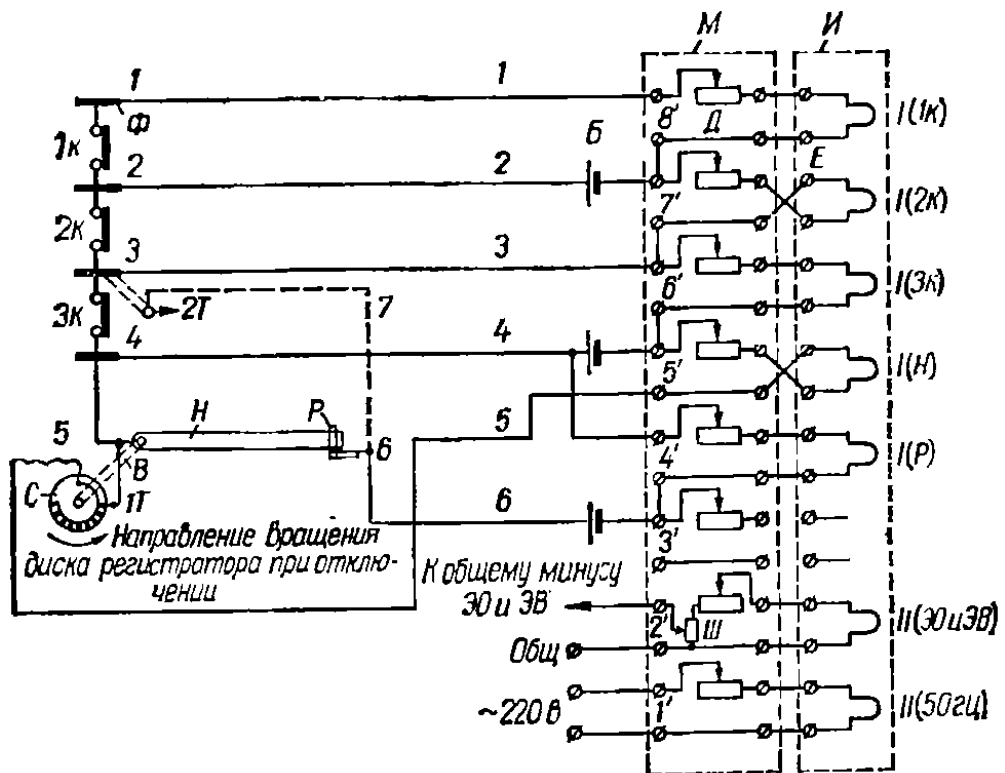 М И
1 1 8' Д I(1к)
Ф
1к
2 2 Б 7' Е I(2к)
2к
3 3 6' I(3к)
2Т 7
3к
4 4 5' I(Н)
5 Н Р 6 5 4' I(Р)
В
С 1Т 6 3'
Направление вращения
диска регистратора при отклю-
чении
К общему минусу
ЭО и ЭВ 2' Ш II(ЭО и ЭВ)
Общ
~220 В 1' II(50 гц)